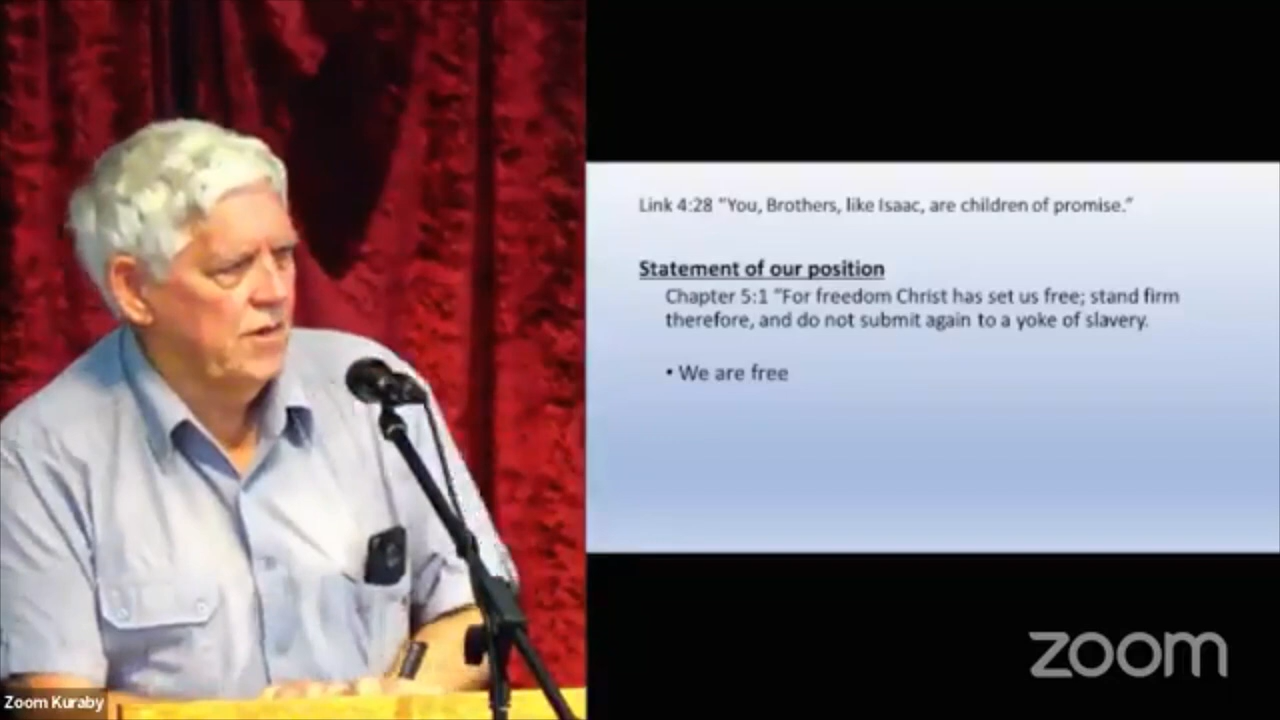 Link 4:28 "You, Brothers, like Isaac, are children of promise."
Statement of our position
Chapter 5:1 "For freedom Christ has set us free; stand firm
therefore, and do not submit again to a yoke of slavery.
• We are free
zoom
Zoom Kuraby